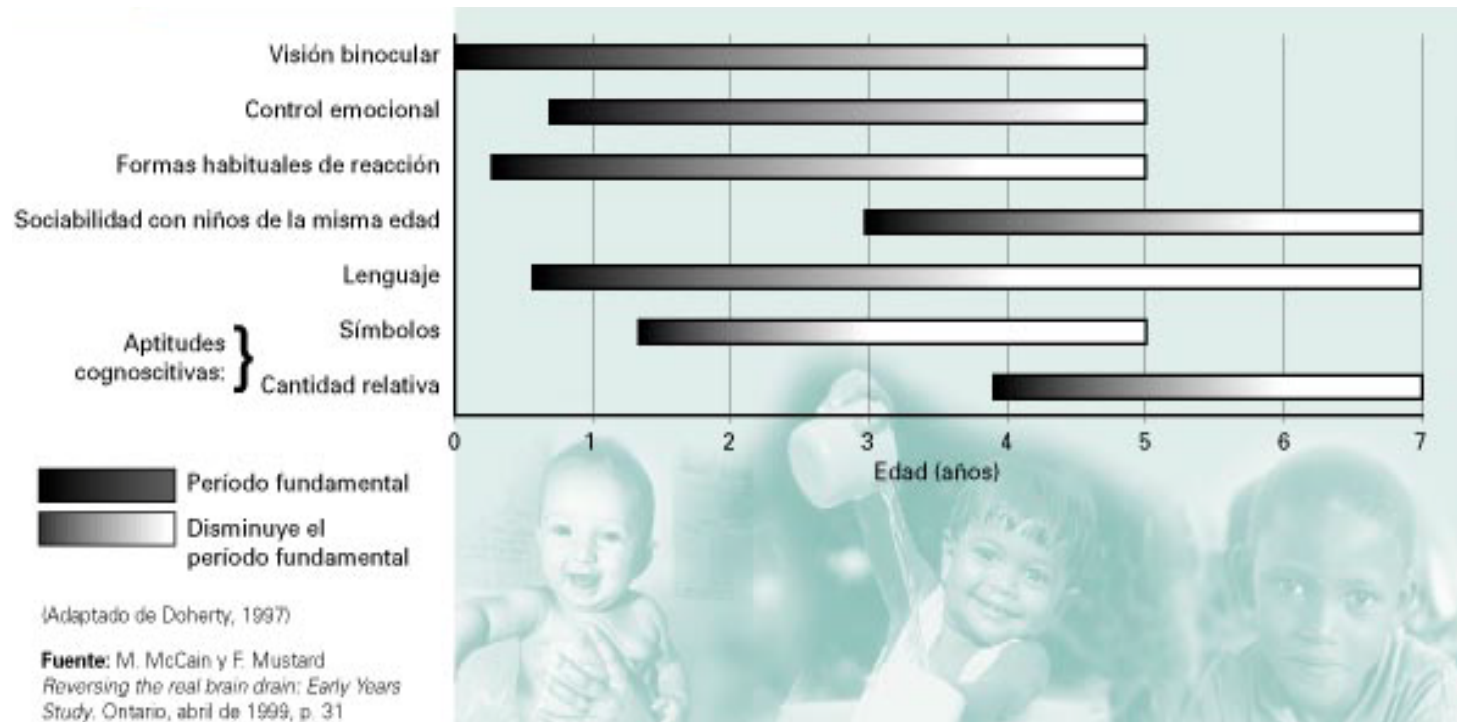 Visión binocular
Control emocional
Formas habituales de reacción
Sociabilidad con niños de la misma edad
Lenguaje
Aptitudes cognoscitivas:
Símbolos
Cantidad relativa
0 1 2 3 4 5 6 7
Edad (años)
Período fundamental
Disminuye el
período fundamental
(Adaptado de Doherty, 1997)
Fuente: M. McCain y F. Mustard
Reversing the real brain drain: Early Years
Study. Ontario, abril de 1999, p. 31